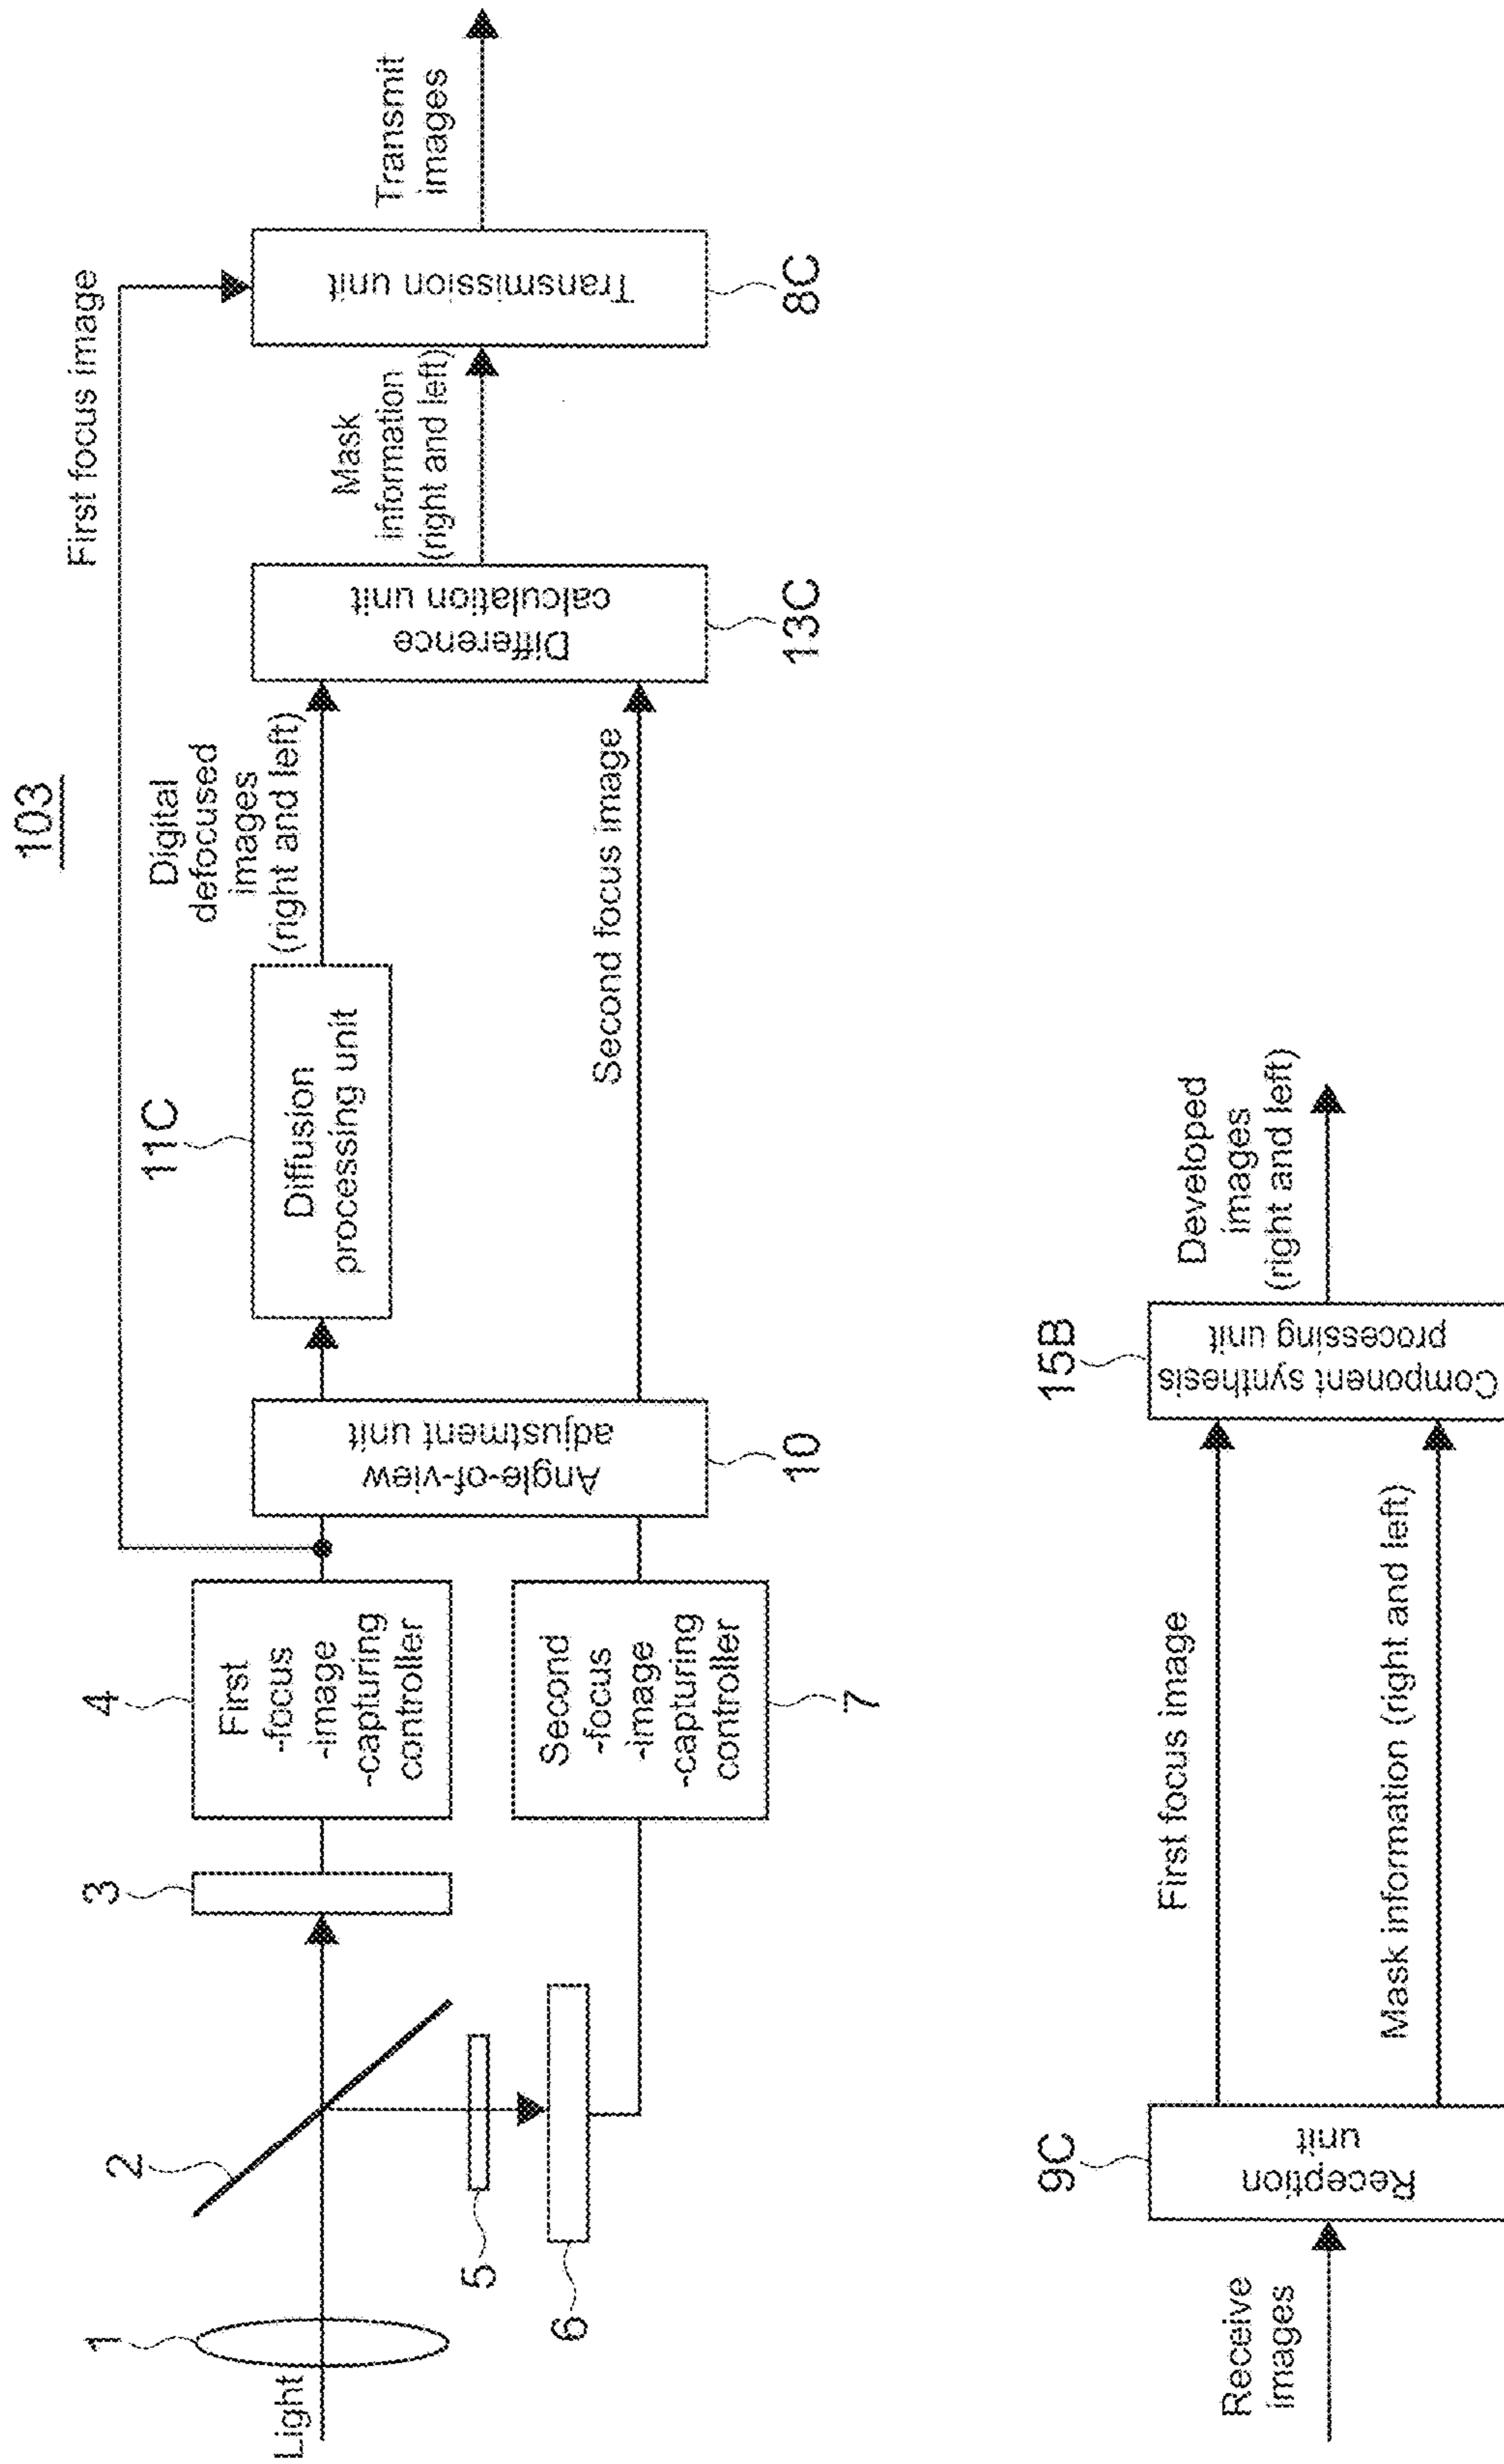 103
First focus image
Light
1
2
3
4
First
-focus
-image
-capturing
controller
5
6
Second
-focus
-image
-capturing
controller
7
Angle-of-view
adjustment unit
10
11C
Diffusion
processing unit
Digital
defocused
images
(right and left)
Second focus image
Difference
calculation unit
13C
Mask
information
(right and left)
Transmission unit
8C
Transmit
images
Receive
images
9C
Reception
unit
First focus image
Mask information (right and left)
15B
Component synthesis
processing unit
Developed
images
(right and left)